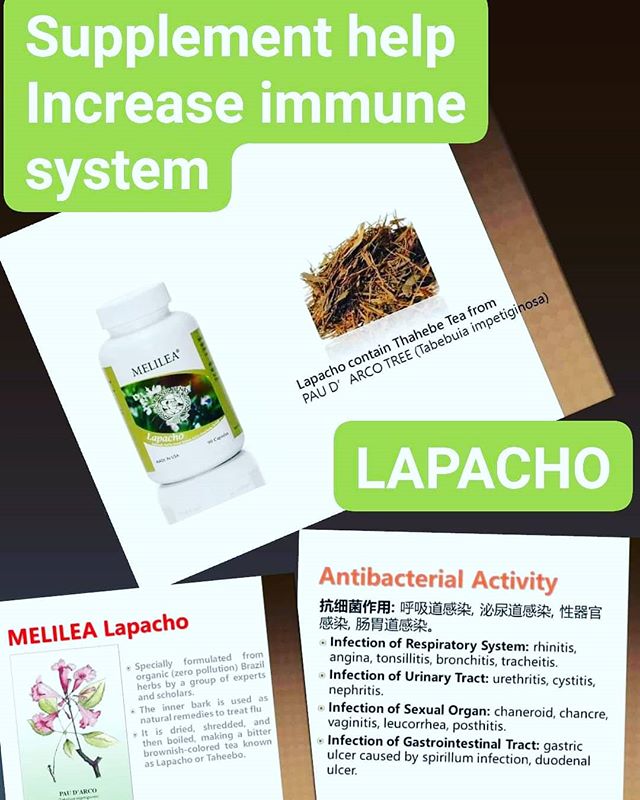 Supplement help
Increase immune
system
MELILEA®
Lapacho
90 Capsules
MADE IN USA
Lapacho contain Thahebe Tea from
PAU D' ARCO TREE (Tabebuia impetiginosa)
LAPACHO
MELILEA Lapacho
Specially formulated from
organic (zero pollution) Brazil
herbs by a group of experts
and scholars.
The inner bark is used as
natural remedies to treat flu
It is dried, shredded, and
then boiled, making a bitter
brownish-colored tea known
as Lapacho or Taheebo.
PAU D'ARCO
Antibacterial Activity
抗细菌作用: 呼吸道感染, 泌尿道感染, 性器官
感染, 肠胃道感染。
Infection of Respiratory System: rhinitis,
angina, tonsillitis, bronchitis, tracheitis.
Infection of Urinary Tract: urethritis, cystitis,
nephritis.
Infection of Sexual Organ: chaneroid, chancre,
vaginitis, leucorrhea, posthitis.
Infection of Gastrointestinal Tract: gastric
ulcer caused by spirillum infection, duodenal
ulcer.